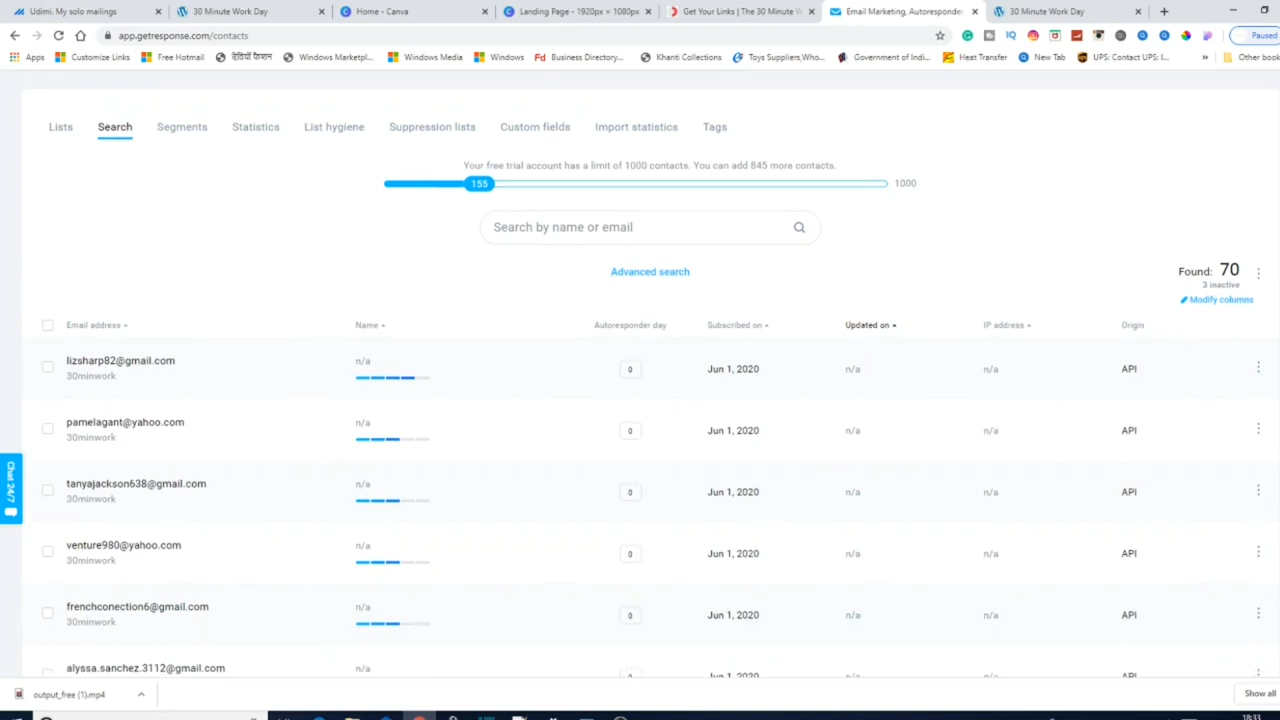 Udimi. My solo mailings
30 Minute Work Day
Home - Canva
Landing Page - 1920px × 1080px
Get Your Links | The 30 Minute W
Email Marketing, Autoresponder
30 Minute Work Day
app.getresponse.com/contacts
Paused
Apps
Customize Links
Free Hotmail
Windows Marketpl...
Windows Media
Windows
Business Directory...
Khanti Collections
Toys Suppliers,Who...
Government of Indi...
Heat Transfer
New Tab
UPS: Contact UPS: I...
Other book
Lists
Search
Segments
Statistics
List hygiene
Suppression lists
Custom fields
Import statistics
Tags
Your free trial account has a limit of 1000 contacts. You can add 845 more contacts.
155
1000
Search by name or email
Advanced search
Found: 70
3 inactive
Modify columns
Email address
Name
Autoresponder day
Subscribed on
Updated on
IP address
Origin
lizsharp82@gmail.com
30minwork
n/a
0
Jun 1, 2020
n/a
n/a
API
pamelagant@yahoo.com
30minwork
n/a
0
Jun 1, 2020
n/a
n/a
API
tanyajackson638@gmail.com
30minwork
n/a
0
Jun 1, 2020
n/a
n/a
API
venture980@yahoo.com
30minwork
n/a
0
Jun 1, 2020
n/a
n/a
API
frenchconection6@gmail.com
30minwork
n/a
0
Jun 1, 2020
n/a
n/a
API
alyssa.sanchez.3112@gmail.com
n/a
Jun 1, 2020
n/a
n/a
API
Chat 24/7
output_free (1).mp4
Show all
18:33